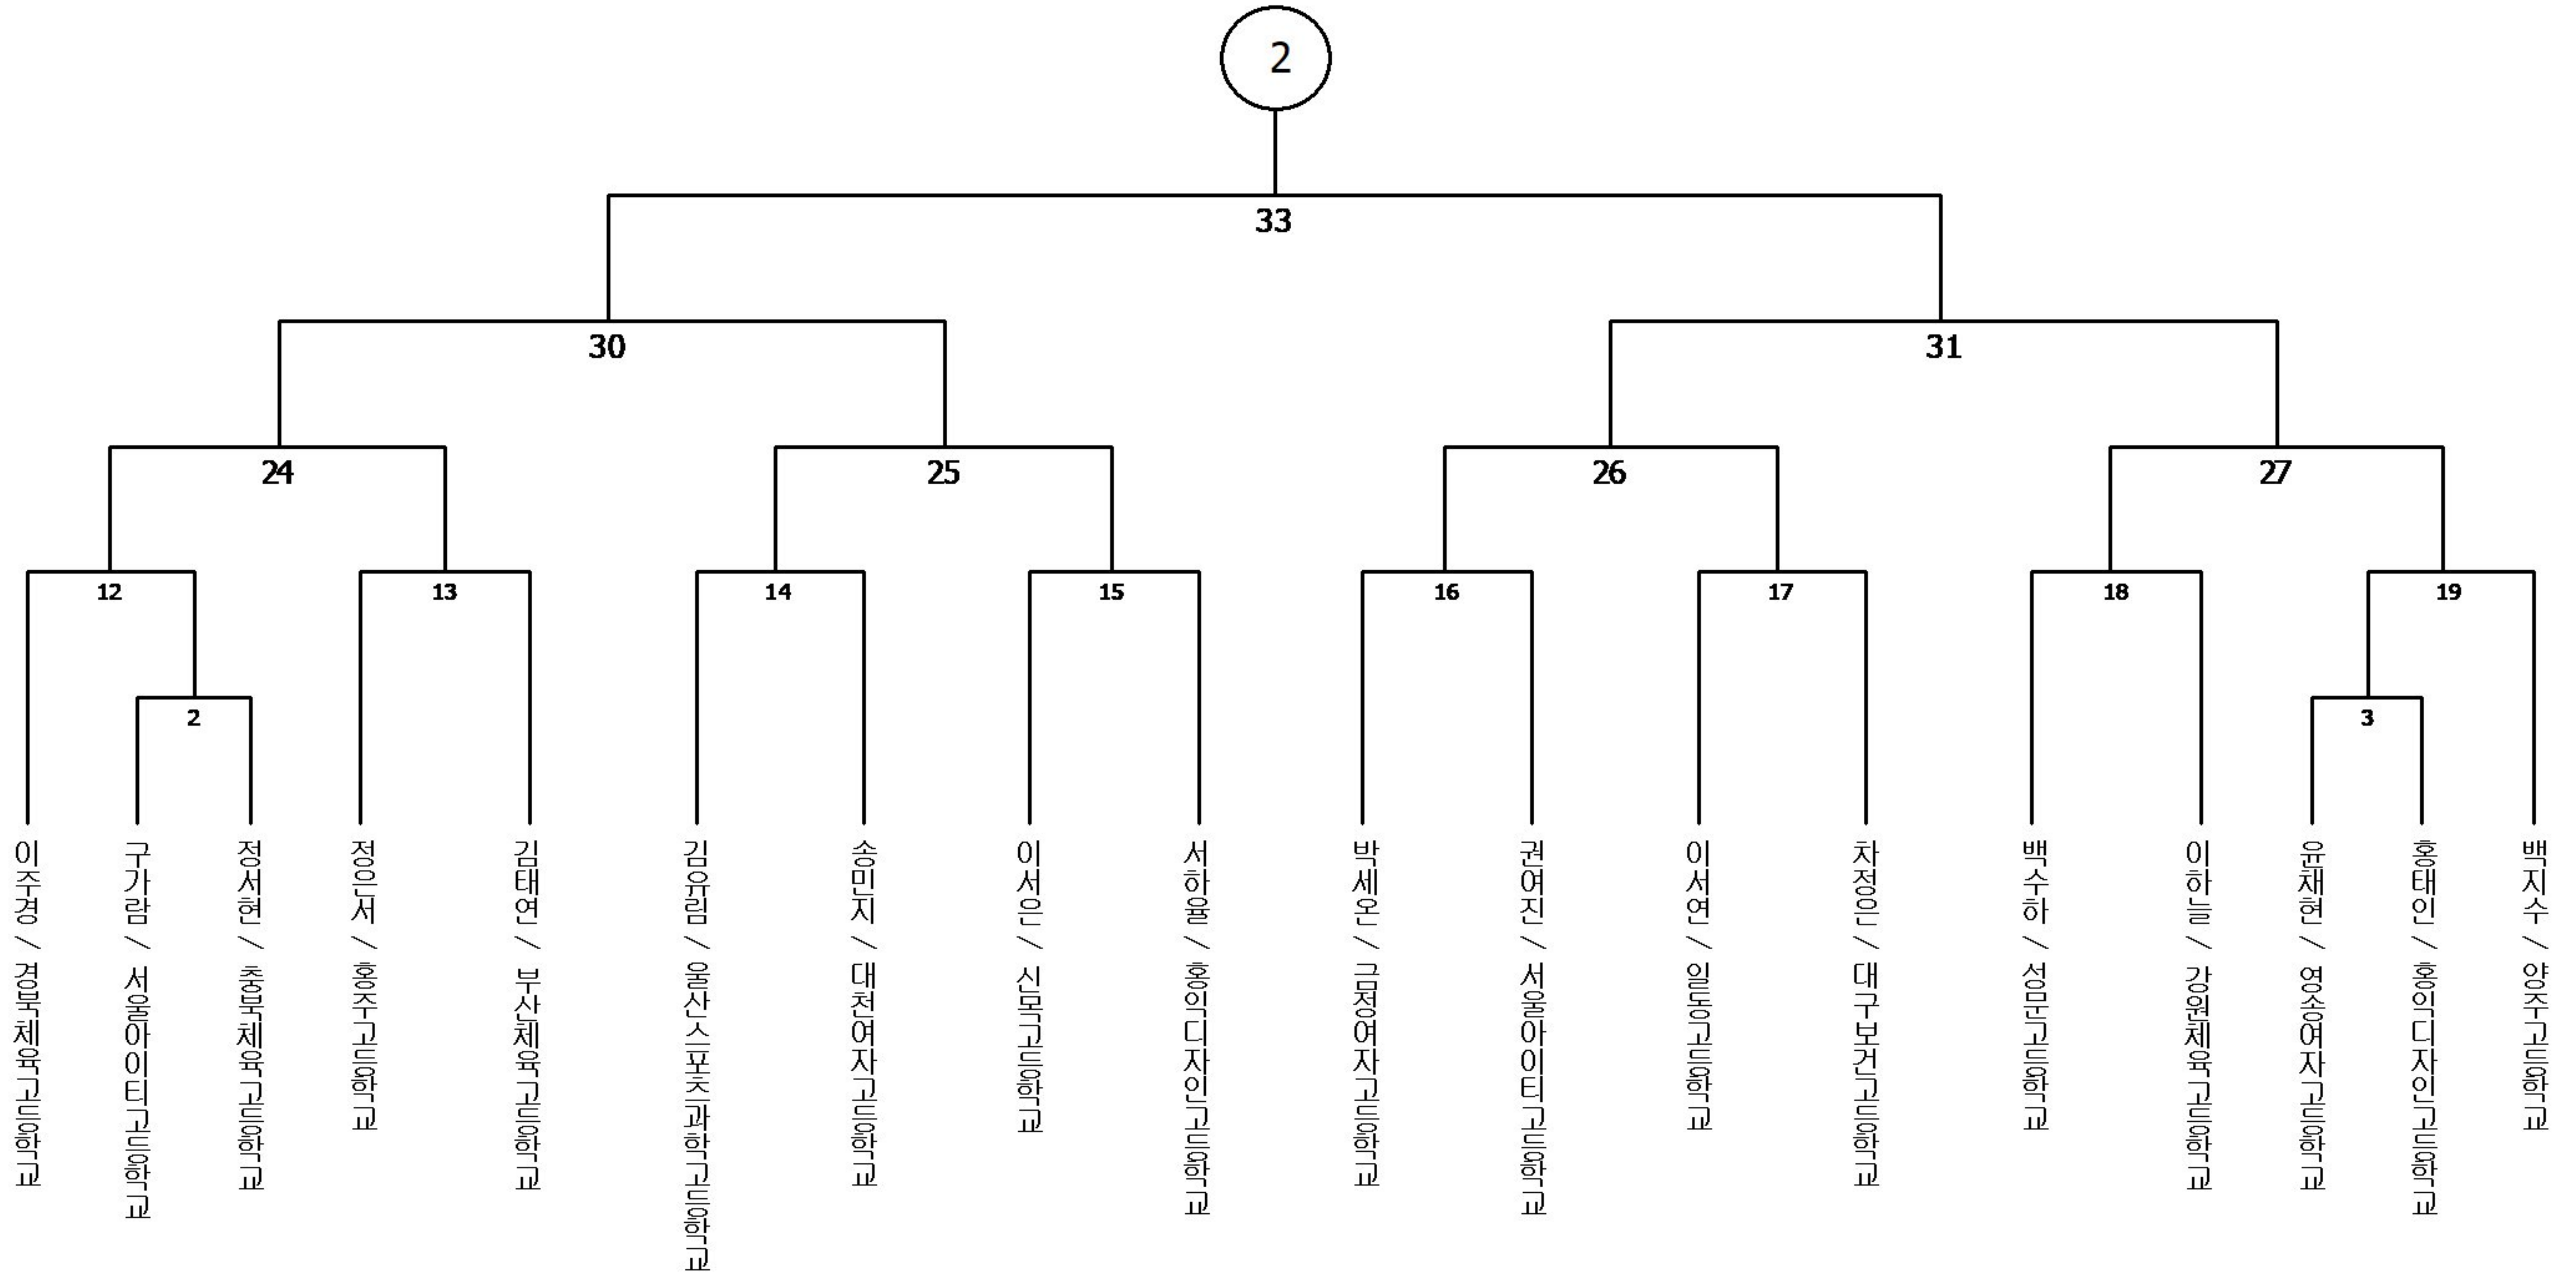 2
33
30
31
24
25
26
27
12
13
14
15
16
17
18
19
2
3
이주경 / 경북체육고등학교
구가람 / 서울아이티고등학교
정서현 / 충북체육고등학교
정은서 / 홍주고등학교
김태연 / 부산체육고등학교
김유림 / 울산스포츠과학고등학교
송민지 / 대천여자고등학교
이서은 / 신목고등학교
서하율 / 홍익디자인고등학교
박세온 / 금정여자고등학교
권여진 / 서울아이티고등학교
이서연 / 일동고등학교
차정은 / 대구보건고등학교
백수하 / 성문고등학교
이하늘 / 강원체육고등학교
윤채현 / 영송여자고등학교
홍태인 / 홍익디자인고등학교
백지수 / 양주고등학교